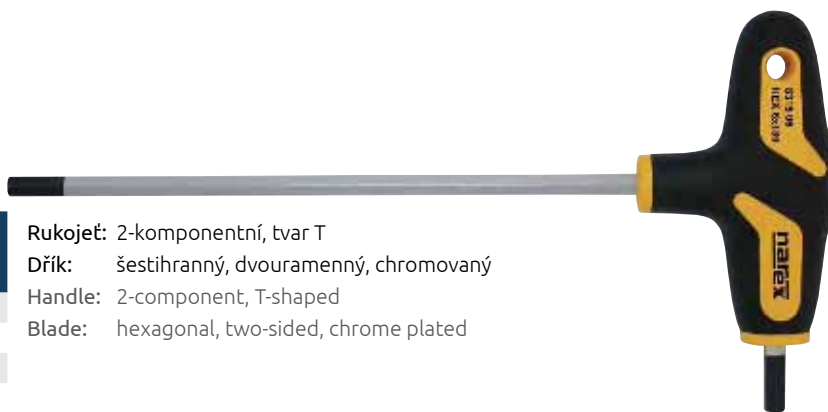 narex
Rukojeť: 2-komponentní, tvar T
Dřík: šestihranný, dvouramenný, chromovaný
Handle: 2-component, T-shaped
Blade: hexagonal, two-sided, chrome plated